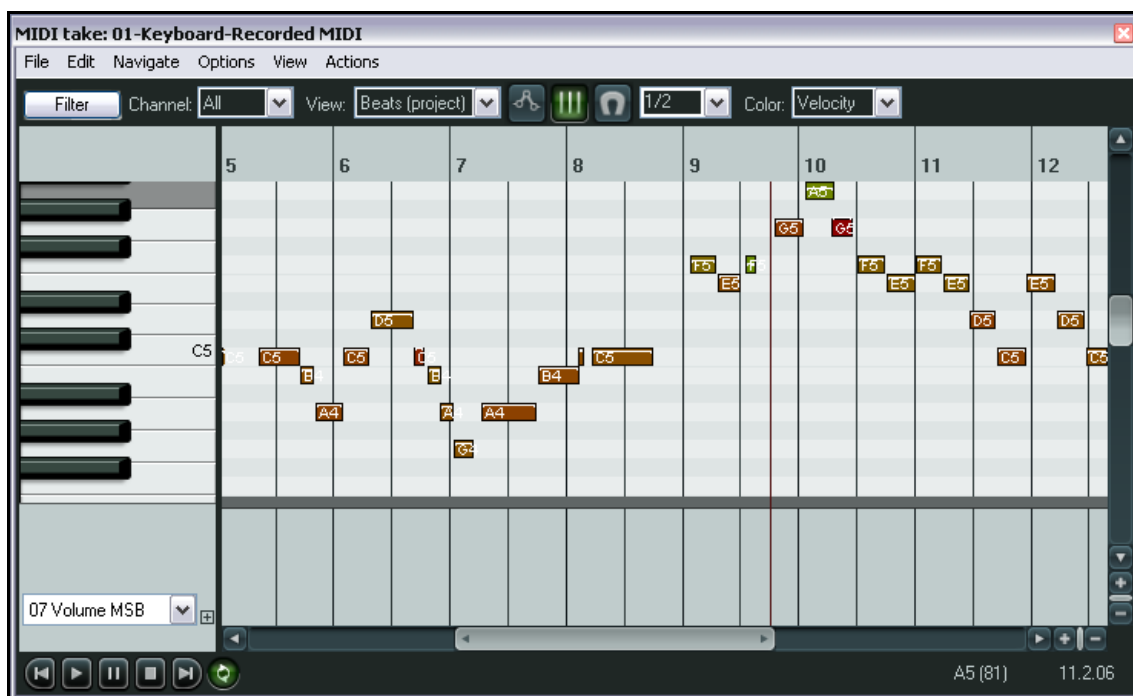 MIDI take: 01-Keyboard-Recorded MIDI
File Edit Navigate Options View Actions
Filter Channel: All View: Beats (project) 1/2 Color: Velocity
5 6 7 8 9 10 11 12
A5
G5 G5
F5 F5 F5
E5 E5 E5 E5
D5 D5 D5
C5 C5 C5 C5 C5 C5 C5 C5
B4
A4 A4 A4
G4
07 Volume MSB
A5 (81) 11.2.06